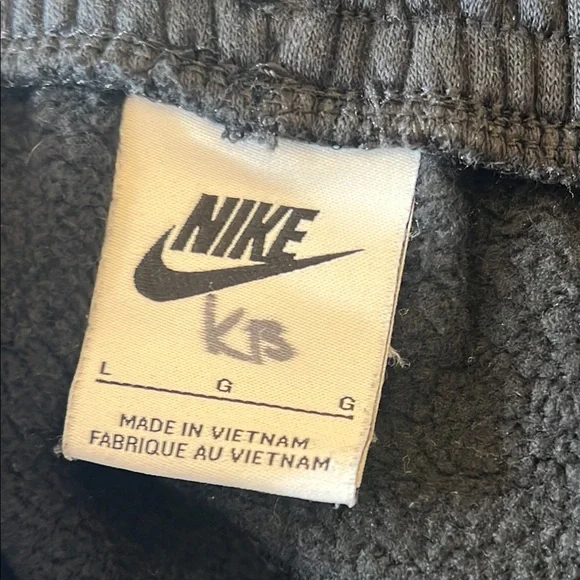 NIKE
KB
L G G
MADE IN VIETNAM
FABRIQUE AU VIETNAM